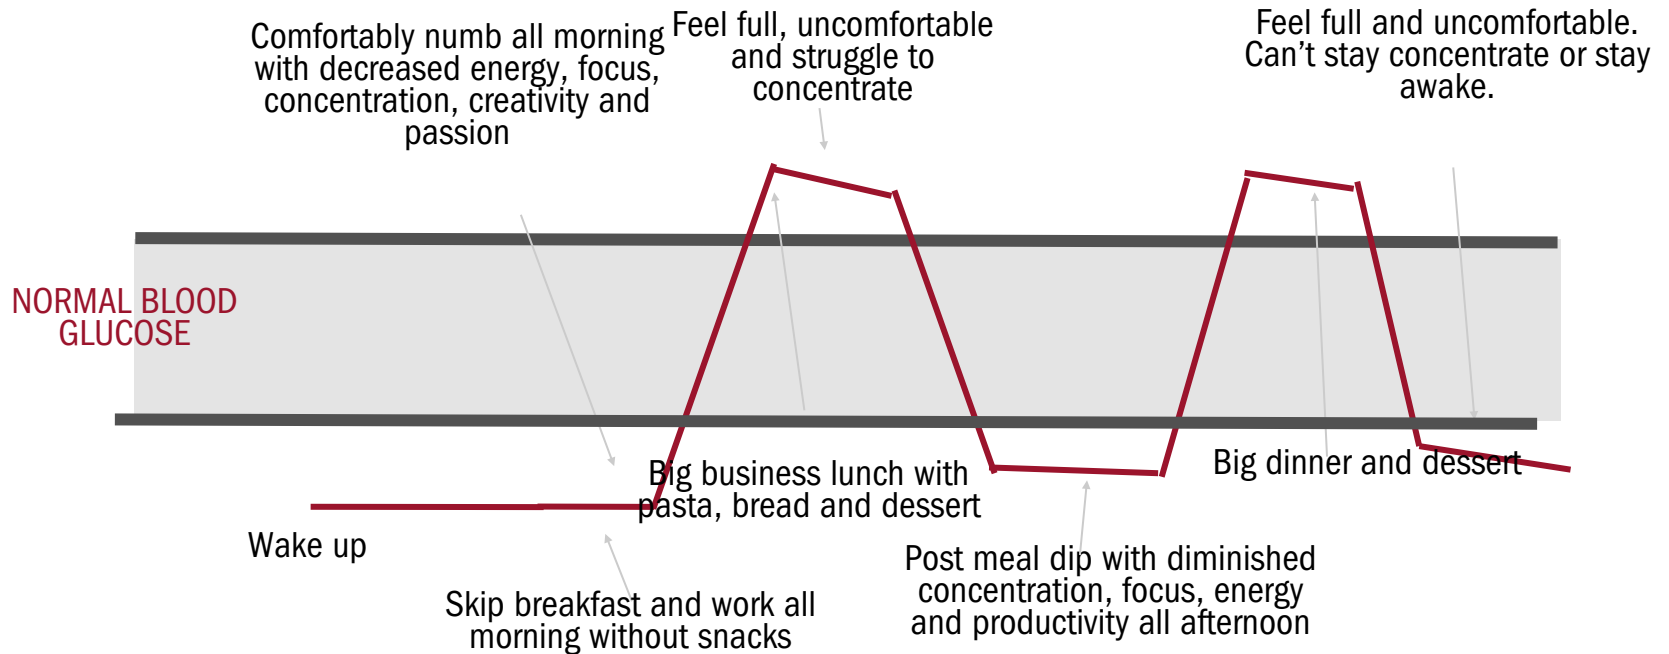 Comfortably numb all morning
with decreased energy, focus,
concentration, creativity and
passion
Feel full, uncomfortable
and struggle to
concentrate
Feel full and uncomfortable.
Can’t stay concentrate or stay
awake.
NORMAL BLOOD
GLUCOSE
Wake up
Skip breakfast and work all
morning without snacks
Big business lunch with
pasta, bread and dessert
Post meal dip with diminished
concentration, focus, energy
and productivity all afternoon
Big dinner and dessert